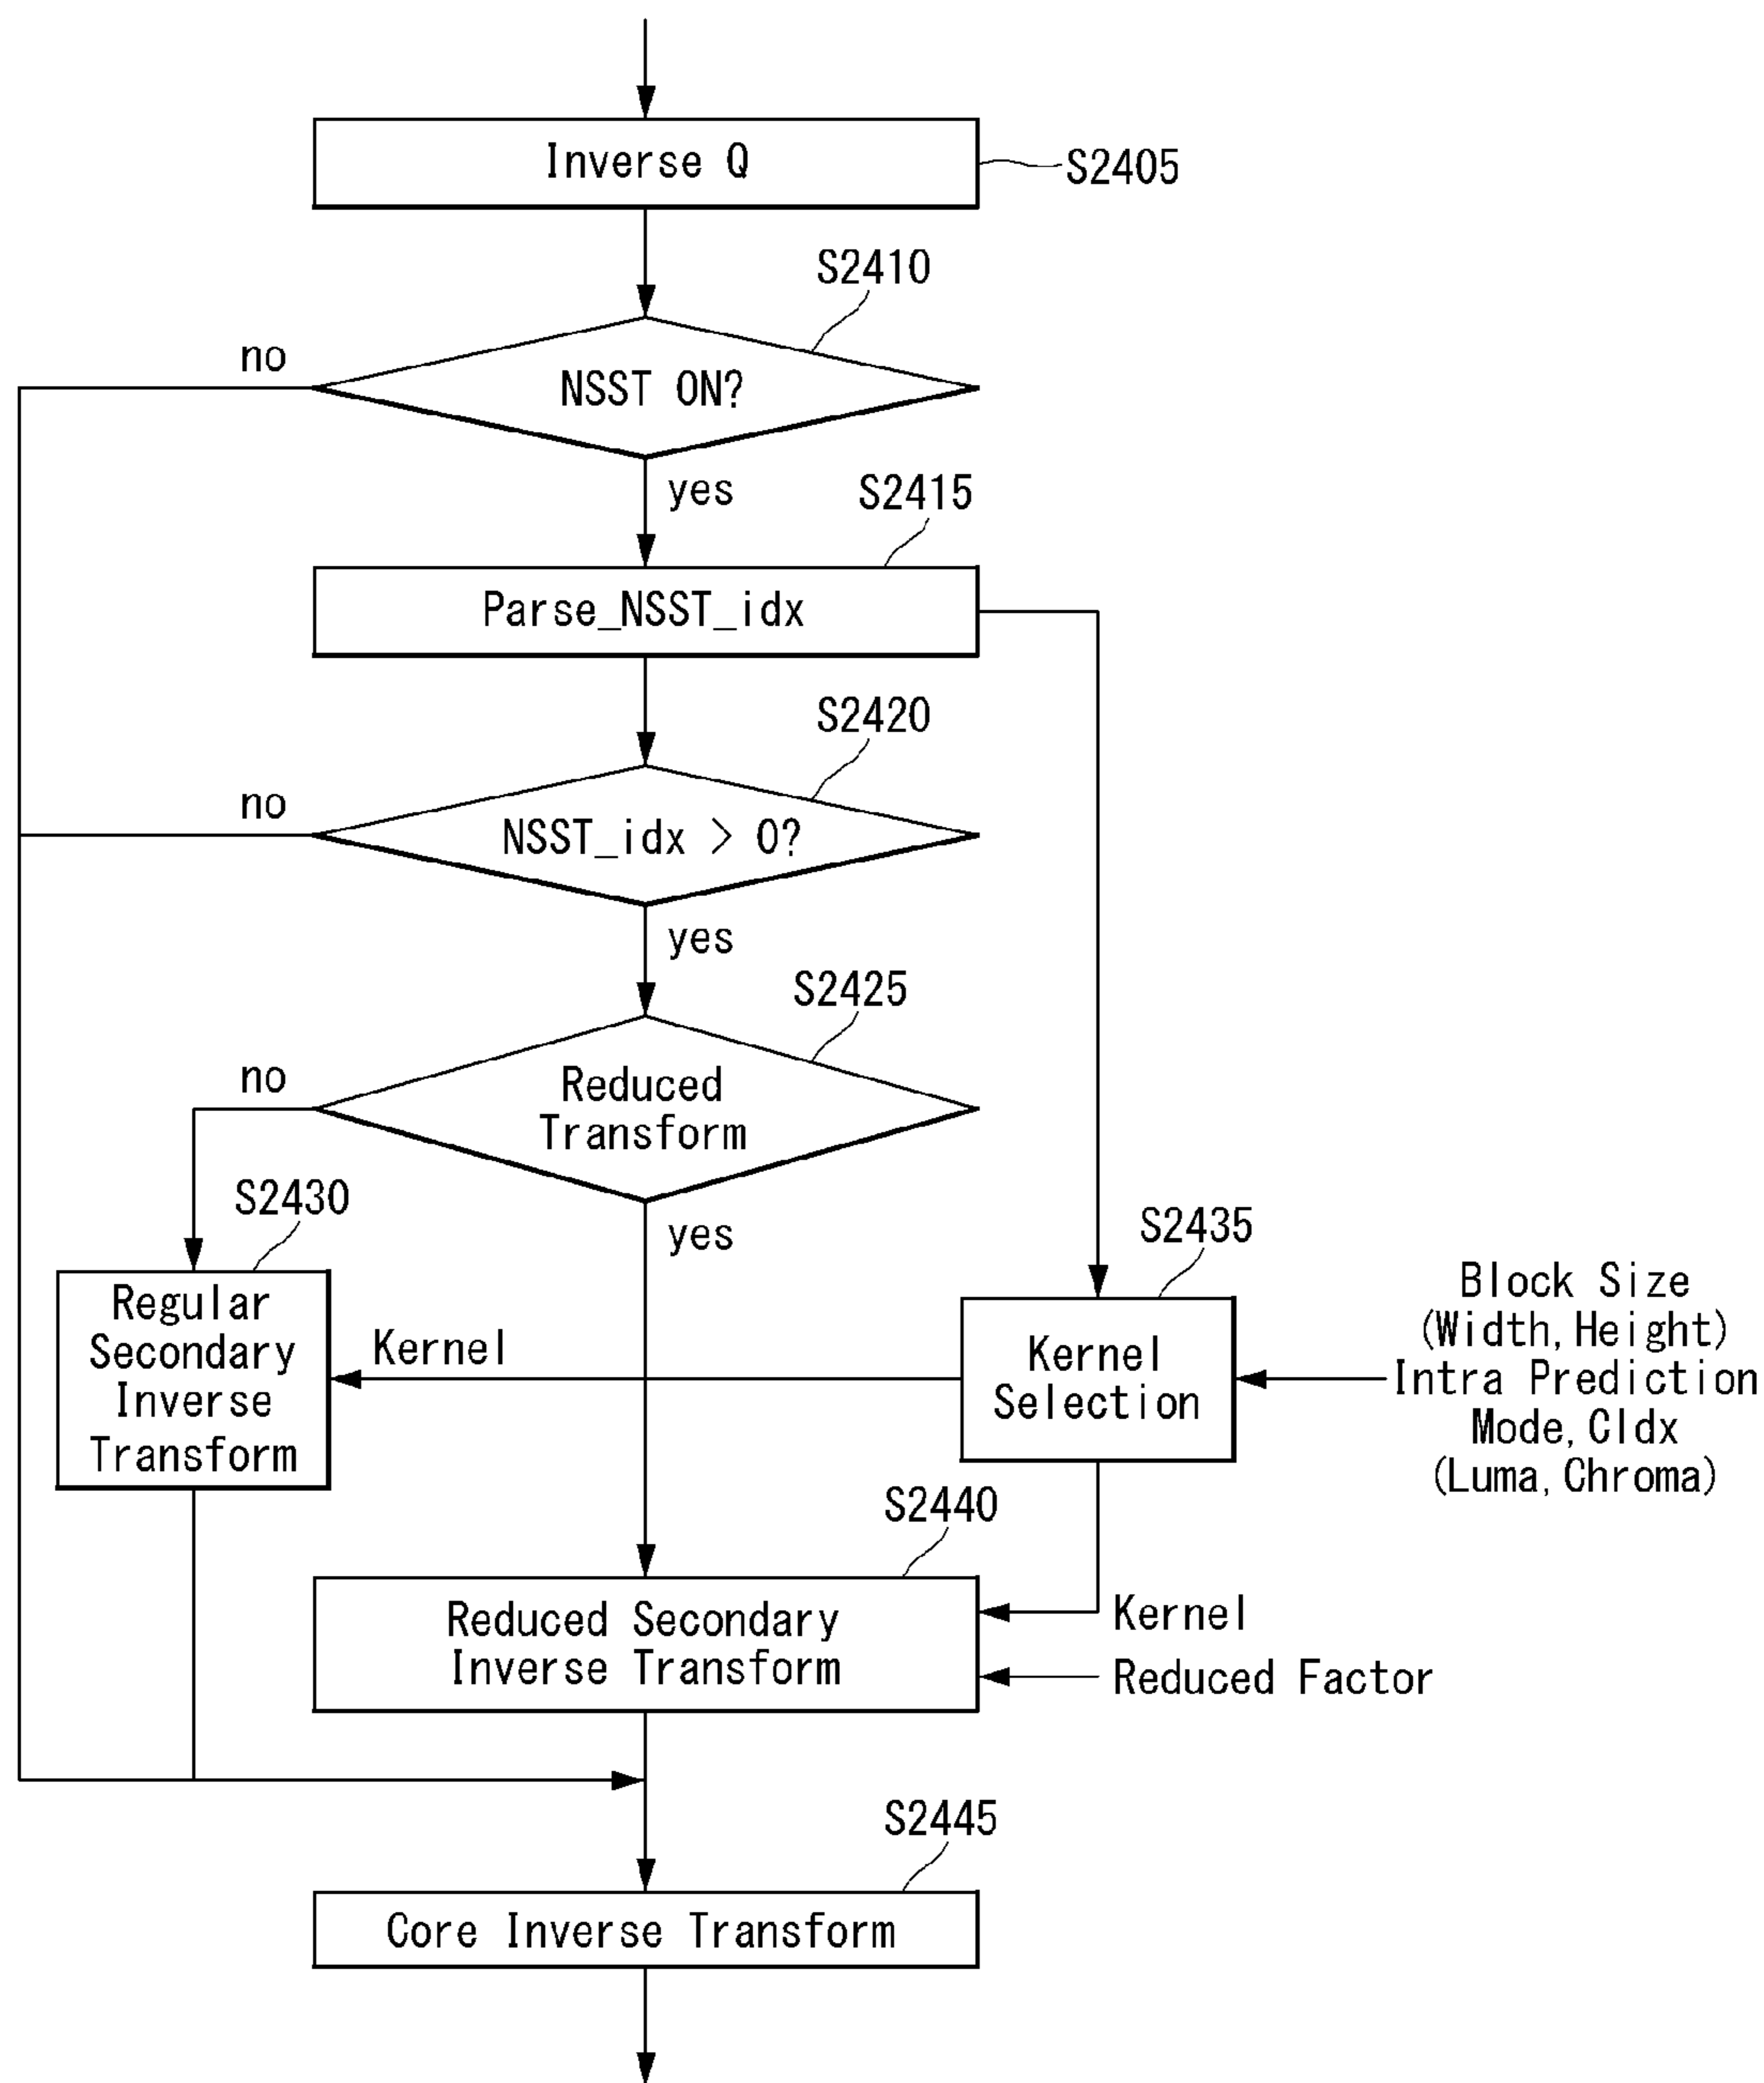 Inverse Q
S2405
S2410
no
NSST ON?
yes
S2415
Parse_NSST_idx
S2420
no
NSST_idx > 0?
yes
S2425
no
Reduced
Transform
S2430
yes
S2435
Regular
Secondary
Inverse
Transform
Kernel
Kernel
Selection
Block Size
(Width, Height)
Intra Prediction
Mode, CIdx
(Luma, Chroma)
S2440
Reduced Secondary
Inverse Transform
Kernel
Reduced Factor
S2445
Core Inverse Transform